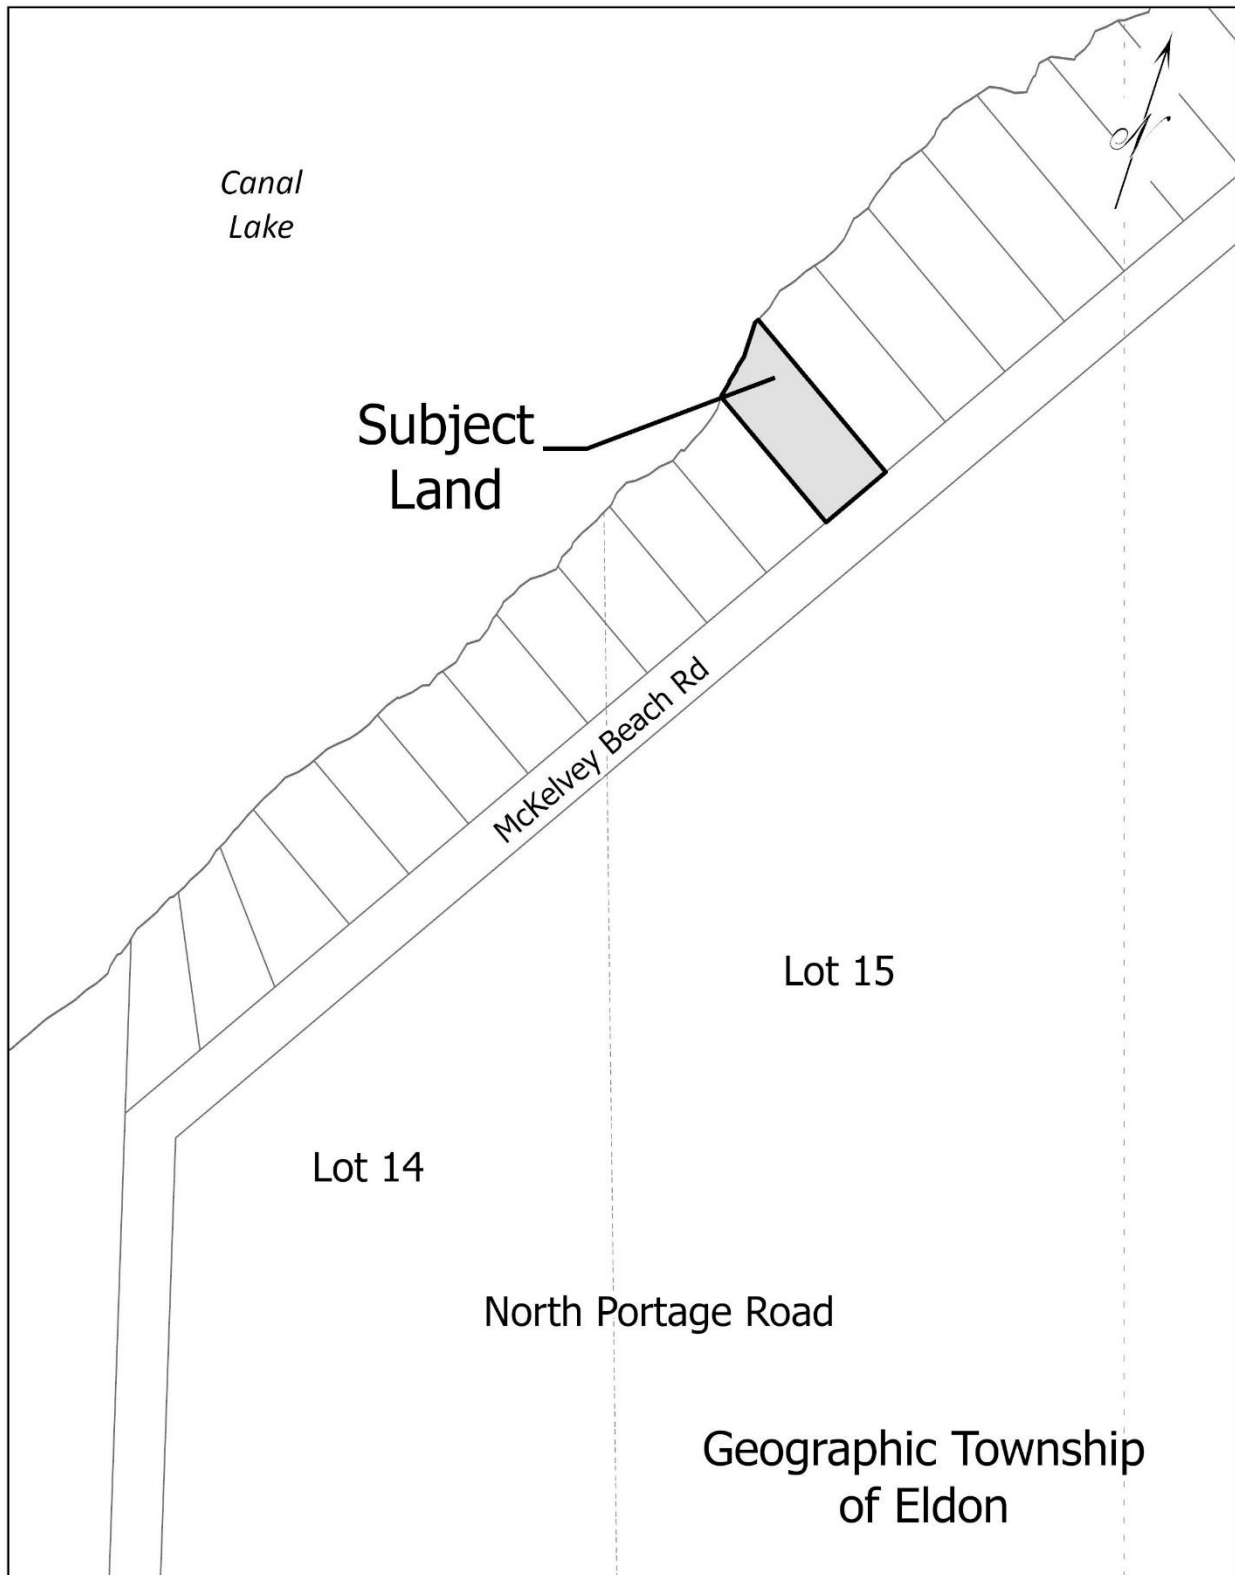 Canal
Lake
N
Subject
Land
McKelvey Beach Rd
Lot 15
Lot 14
North Portage Road
Geographic Township
of Eldon